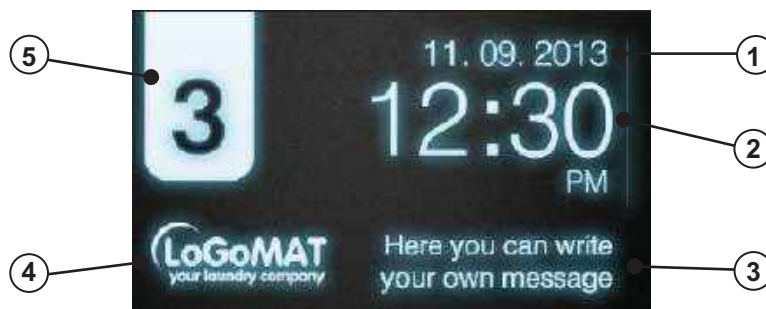 5
3
11. 09. 2013
1
12:30
2
PM
4
LoGoMAT
your laundry company
Here you can write
your own message
3